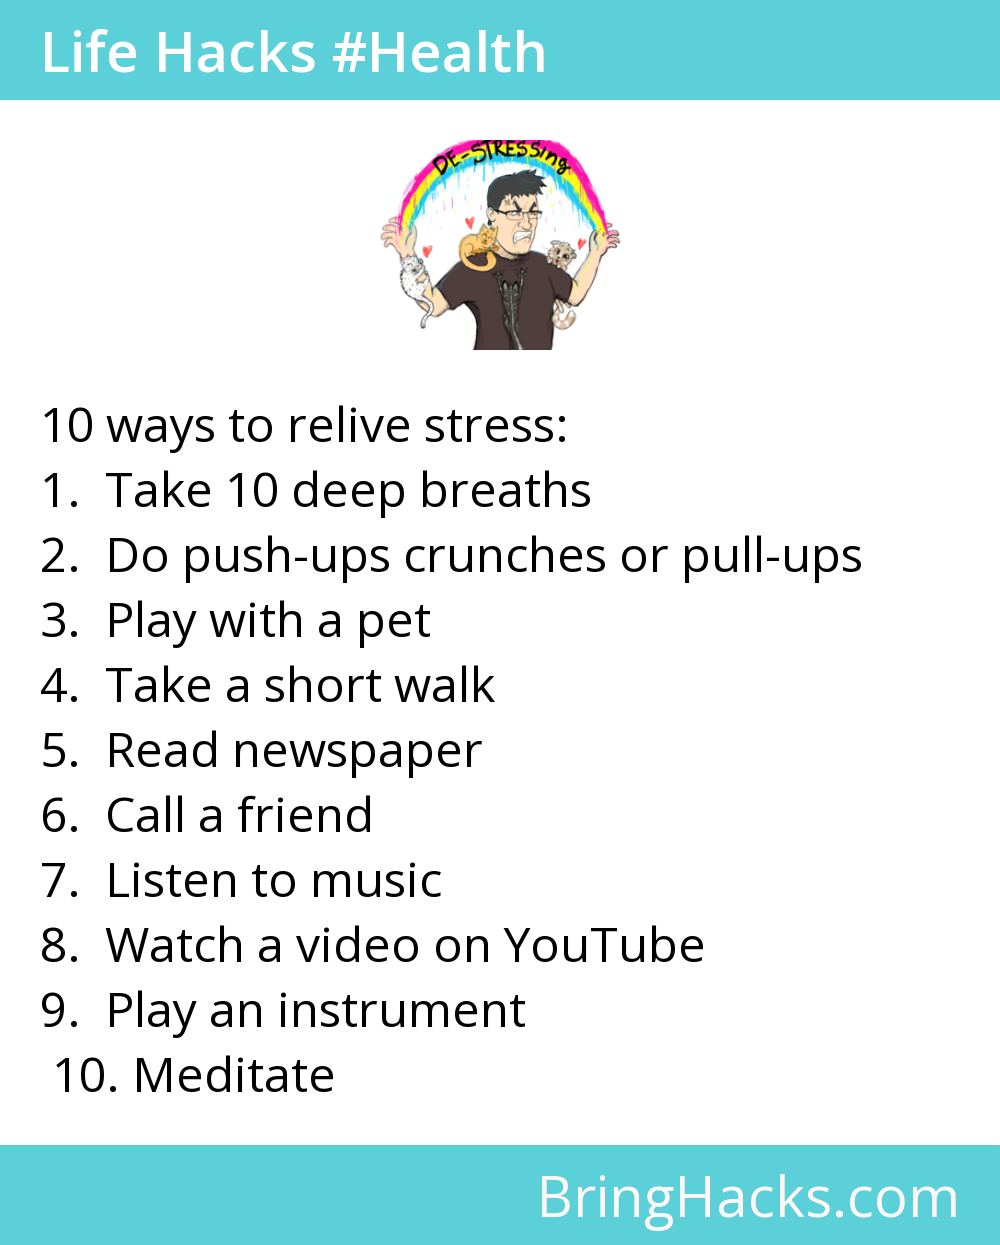 Life Hacks #Health
DE-STRESSing
10 ways to relive stress:
1. Take 10 deep breaths
2. Do push-ups crunches or pull-ups
3. Play with a pet
4. Take a short walk
5. Read newspaper
6. Call a friend
7. Listen to music
8. Watch a video on YouTube
9. Play an instrument
10. Meditate
BringHacks.com